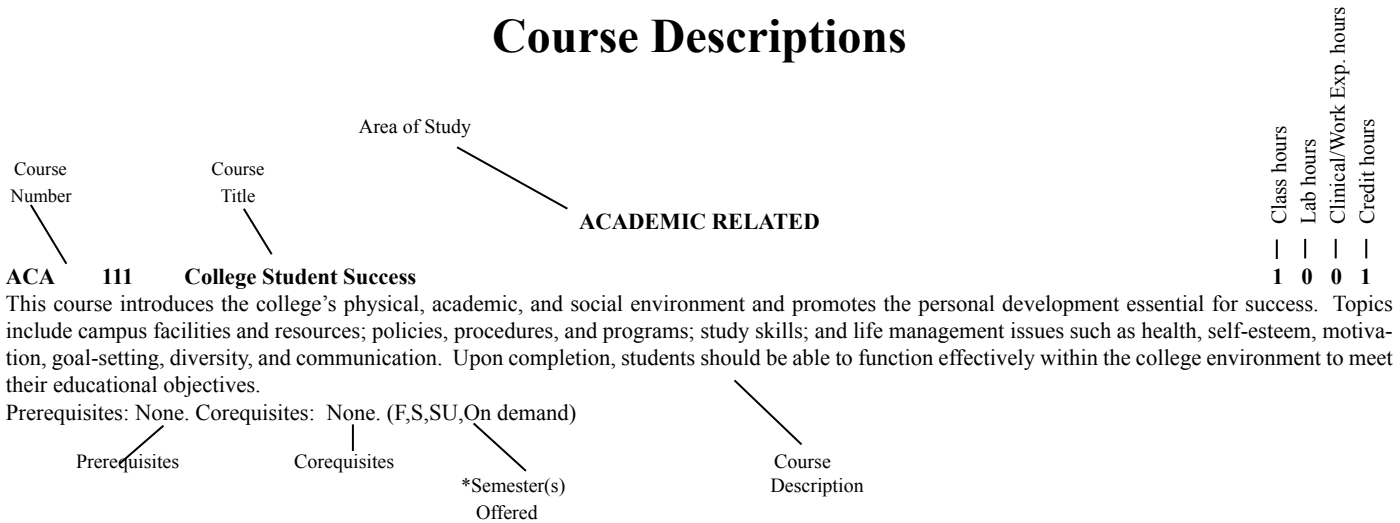 Course Descriptions
Area of Study
Course
Number
Course
Title
Class hours
Lab hours
Clinical/Work Exp. hours
Credit hours
ACADEMIC RELATED
ACA 111 College Student Success 1 0 0 1
This course introduces the college’s physical, academic, and social environment and promotes the personal development essential for success. Topics
include campus facilities and resources; policies, procedures, and programs; study skills; and life management issues such as health, self-esteem, motiva-
tion, goal-setting, diversity, and communication. Upon completion, students should be able to function effectively within the college environment to meet
their educational objectives.
Prerequisites: None. Corequisites: None. (F,S,SU,On demand)
Prerequisites
Corequisites
*Semester(s)
Offered
Course
Description